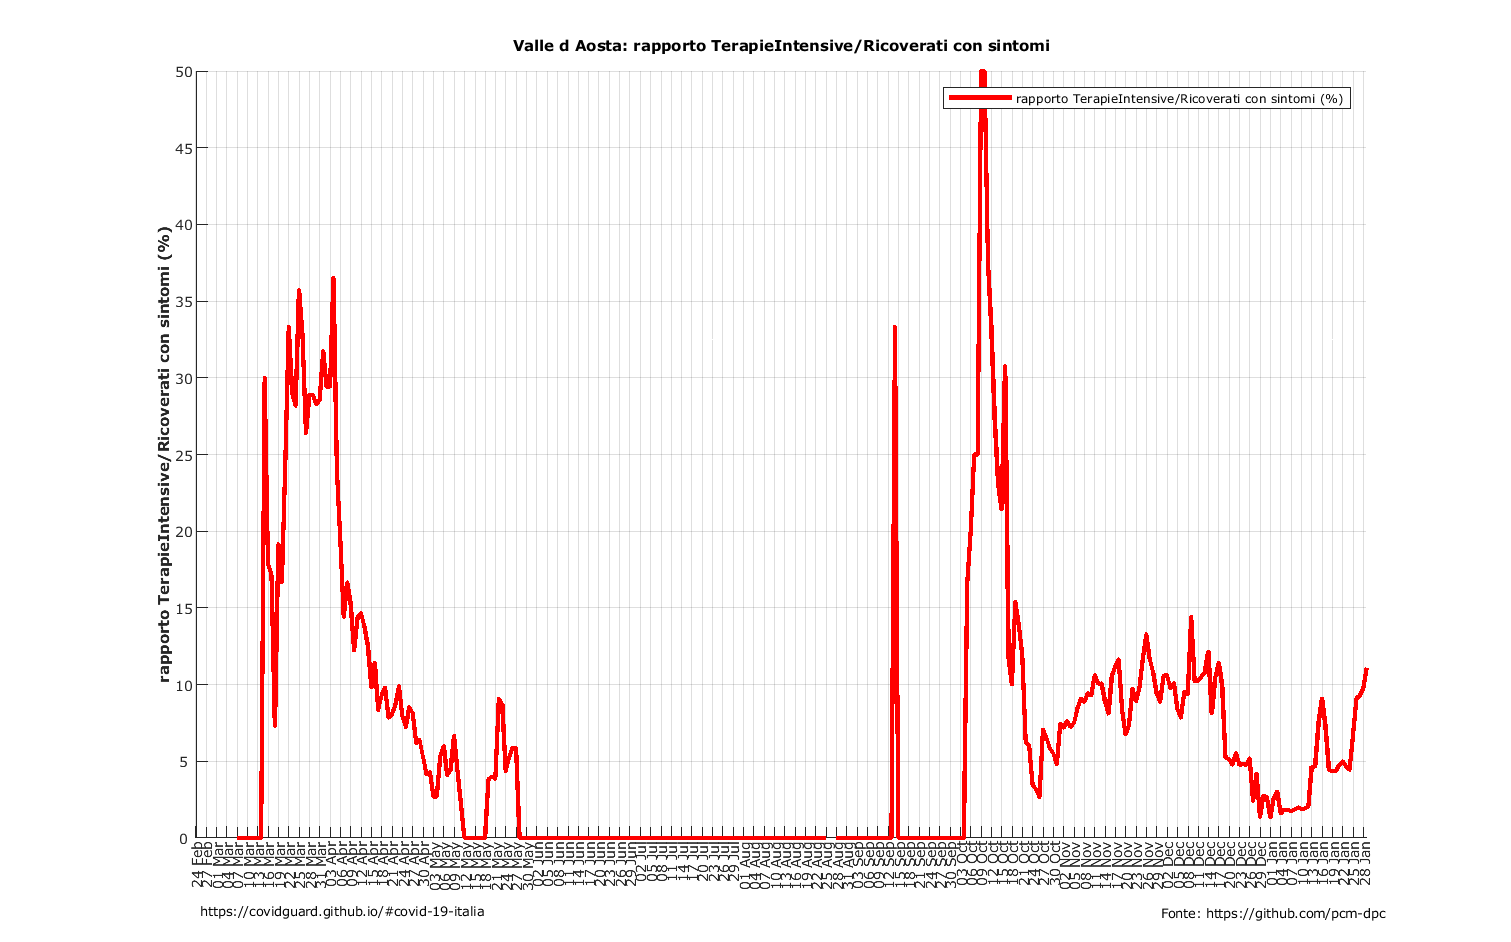 Valle d Aosta: rapporto TerapieIntensive/Ricoverati con sintomi
rapporto TerapieIntensive/Ricoverati con sintomi (%)
rapporto TerapieIntensive/Ricoverati con sintomi (%)
50
45
40
35
30
25
20
15
10
5
0
24 Feb
27 Feb
01 Mar
04 Mar
07 Mar
10 Mar
13 Mar
16 Mar
19 Mar
22 Mar
25 Mar
28 Mar
31 Mar
03 Apr
06 Apr
09 Apr
12 Apr
15 Apr
18 Apr
21 Apr
24 Apr
27 Apr
30 Apr
03 May
06 May
09 May
12 May
15 May
18 May
21 May
24 May
27 May
30 May
02 Jun
05 Jun
08 Jun
11 Jun
14 Jun
17 Jun
20 Jun
23 Jun
26 Jun
29 Jun
02 Jul
05 Jul
08 Jul
11 Jul
14 Jul
17 Jul
20 Jul
23 Jul
26 Jul
29 Jul
01 Aug
04 Aug
07 Aug
10 Aug
13 Aug
16 Aug
19 Aug
22 Aug
25 Aug
28 Aug
31 Aug
03 Sep
06 Sep
09 Sep
12 Sep
15 Sep
18 Sep
21 Sep
24 Sep
27 Sep
30 Sep
03 Oct
06 Oct
09 Oct
12 Oct
15 Oct
18 Oct
21 Oct
24 Oct
27 Oct
30 Oct
02 Nov
05 Nov
08 Nov
11 Nov
14 Nov
17 Nov
20 Nov
23 Nov
26 Nov
29 Nov
02 Dec
05 Dec
08 Dec
11 Dec
14 Dec
17 Dec
20 Dec
23 Dec
26 Dec
29 Dec
01 Jan
04 Jan
07 Jan
10 Jan
13 Jan
16 Jan
19 Jan
22 Jan
25 Jan
28 Jan
https://covidguard.github.io/#covid-19-italia
Fonte: https://github.com/pcm-dpc